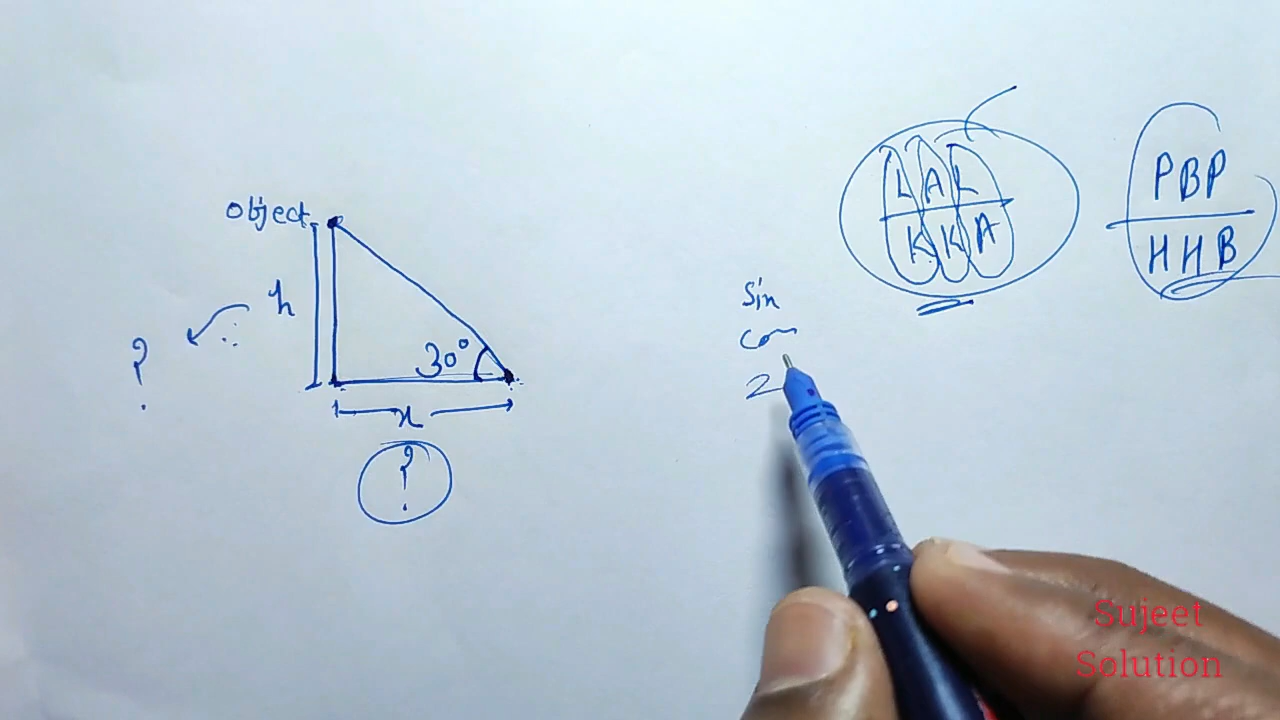 object
h
?
30°
x
?
LAL
KKA
PBP
HHB
Sin
Cos
Sujeet
Solution